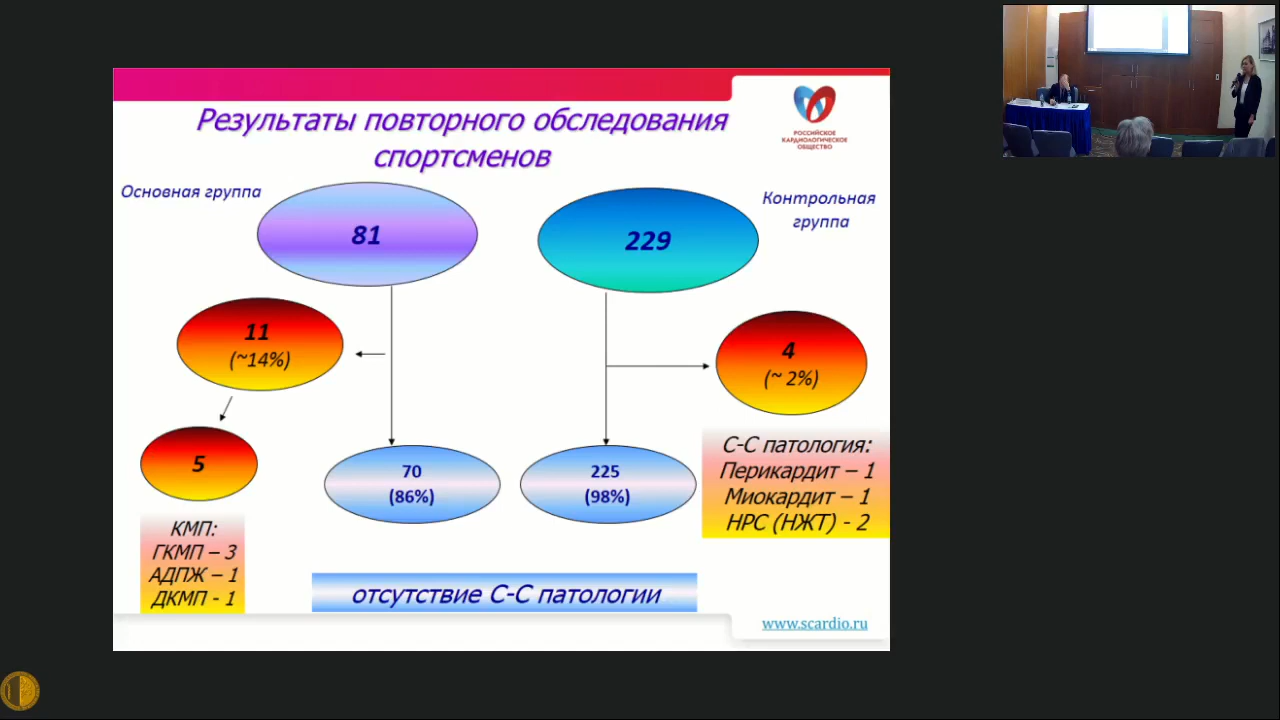 Результаты повторного обследования
спортсменов
РОССИЙСКОЕ
КАРДИОЛОГИЧЕСКОЕ
ОБЩЕСТВО
Основная группа
81
229
Контрольная
группа
11
(~14%)
4
(~ 2%)
5
70
(86%)
225
(98%)
С-С патология:
Перикардит – 1
Миокардит – 1
НРС (НЖТ) - 2
КМП:
ГКМП – 3
АДПЖ – 1
ДКМП - 1
отсутствие С-С патологии
www.scardio.ru